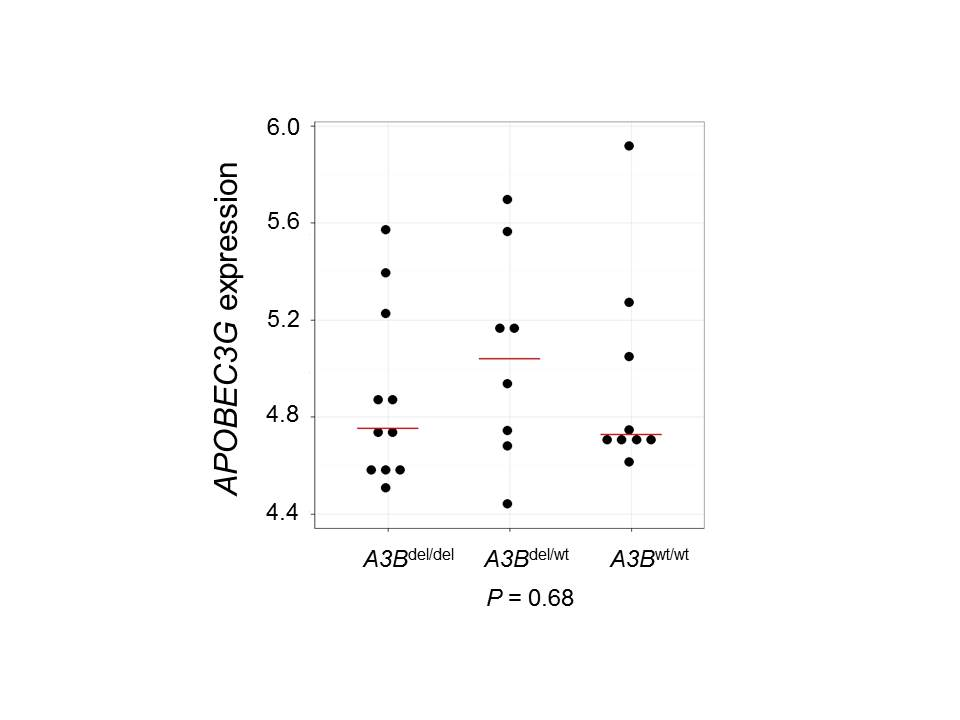 APOBEC3G expression
6.0
5.6
5.2
4.8
4.4
A3Bdel/del A3Bdel/wt A3Bwt/wt
P = 0.68